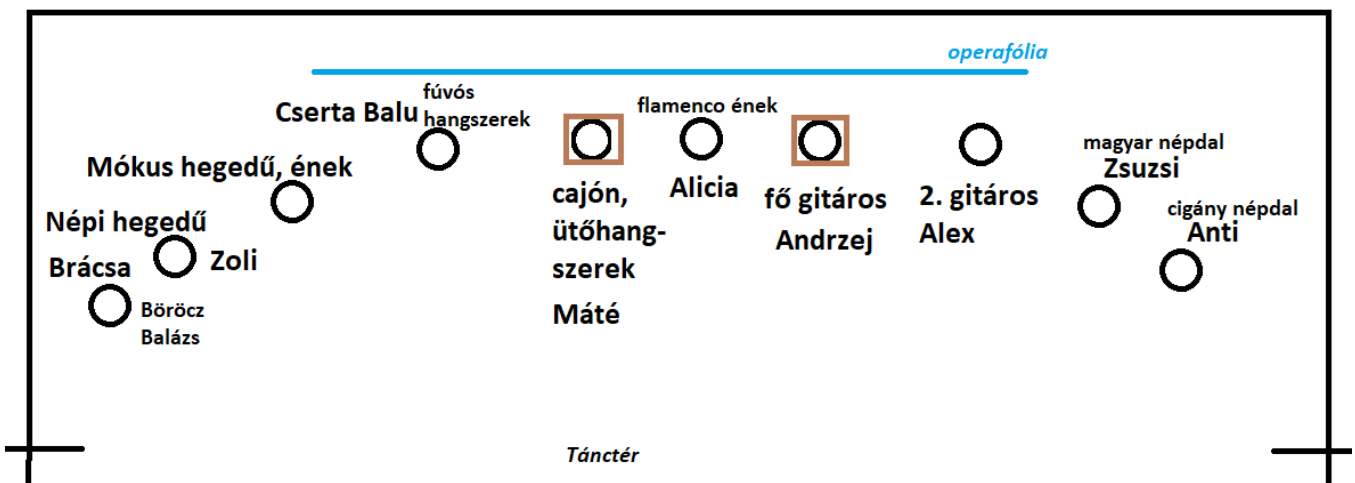 operafólia
fúvós
hangszerek
Cserta Balu
flamenco ének
magyar népdal
Zsuzsi
Mókus hegedű, ének
cajón,
ütőhang-
szerek
Máté
Alicia
fő gitáros
Andrzej
2. gitáros
Alex
cigány népdal
Anti
Népi hegedű
Zoli
Brácsa
Böröcz
Balázs
Tánctér